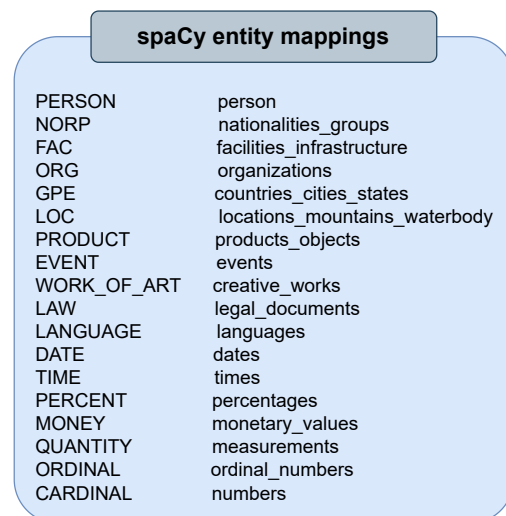 spaCy entity mappings
PERSON person
NORP nationalities_groups
FAC facilities_infrastructure
ORG organizations
GPE countries_cities_states
LOC locations_mountains_waterbody
PRODUCT products_objects
EVENT events
WORK_OF_ART creative_works
LAW legal_documents
LANGUAGE languages
DATE dates
TIME times
PERCENT percentages
MONEY monetary_values
QUANTITY measurements
ORDINAL ordinal_numbers
CARDINAL numbers